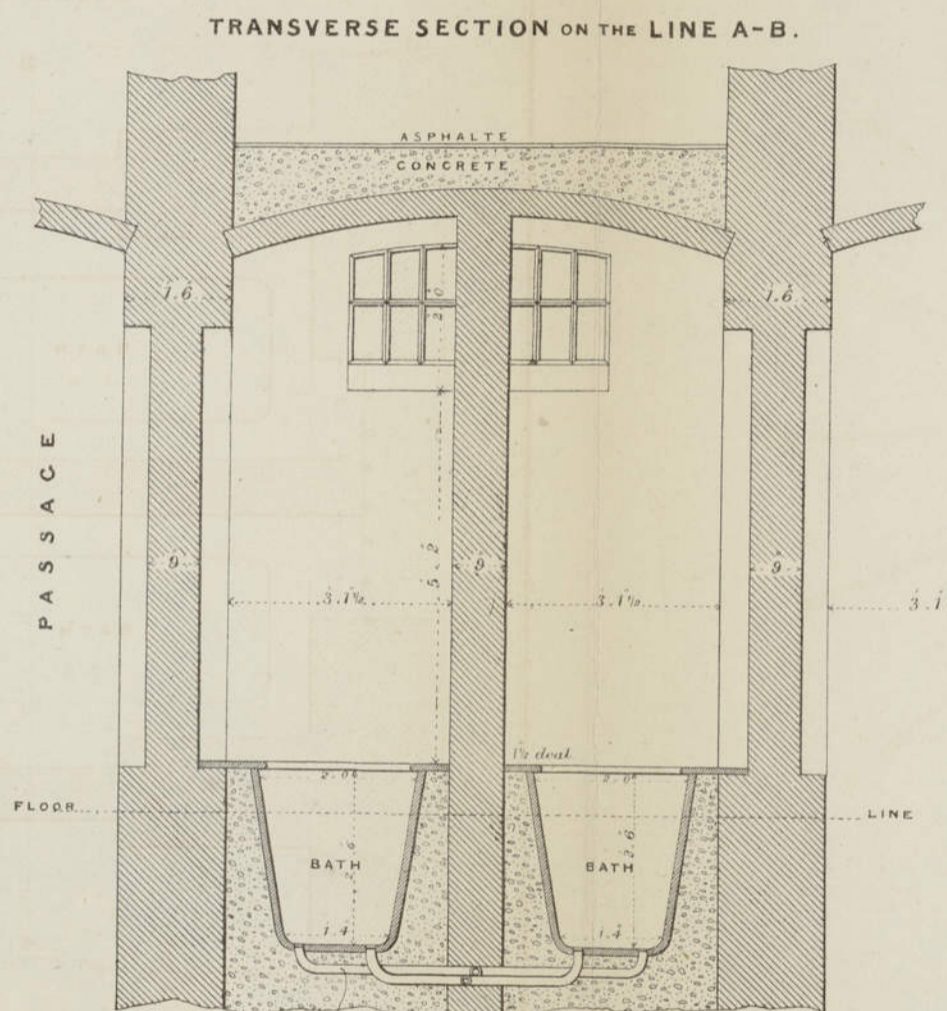 TRANSVERSE SECTION ON THE LINE A-B.
ASPHALTE
CONCRETE
1.6
1.6
2.0
PASSAGE
9
5.2
9
9
3.1½
3.1½
3.1
1½ deal
2.0
2.0
FLOOR
LINE
BATH
2.6
BATH
2.6
1.4
1.4